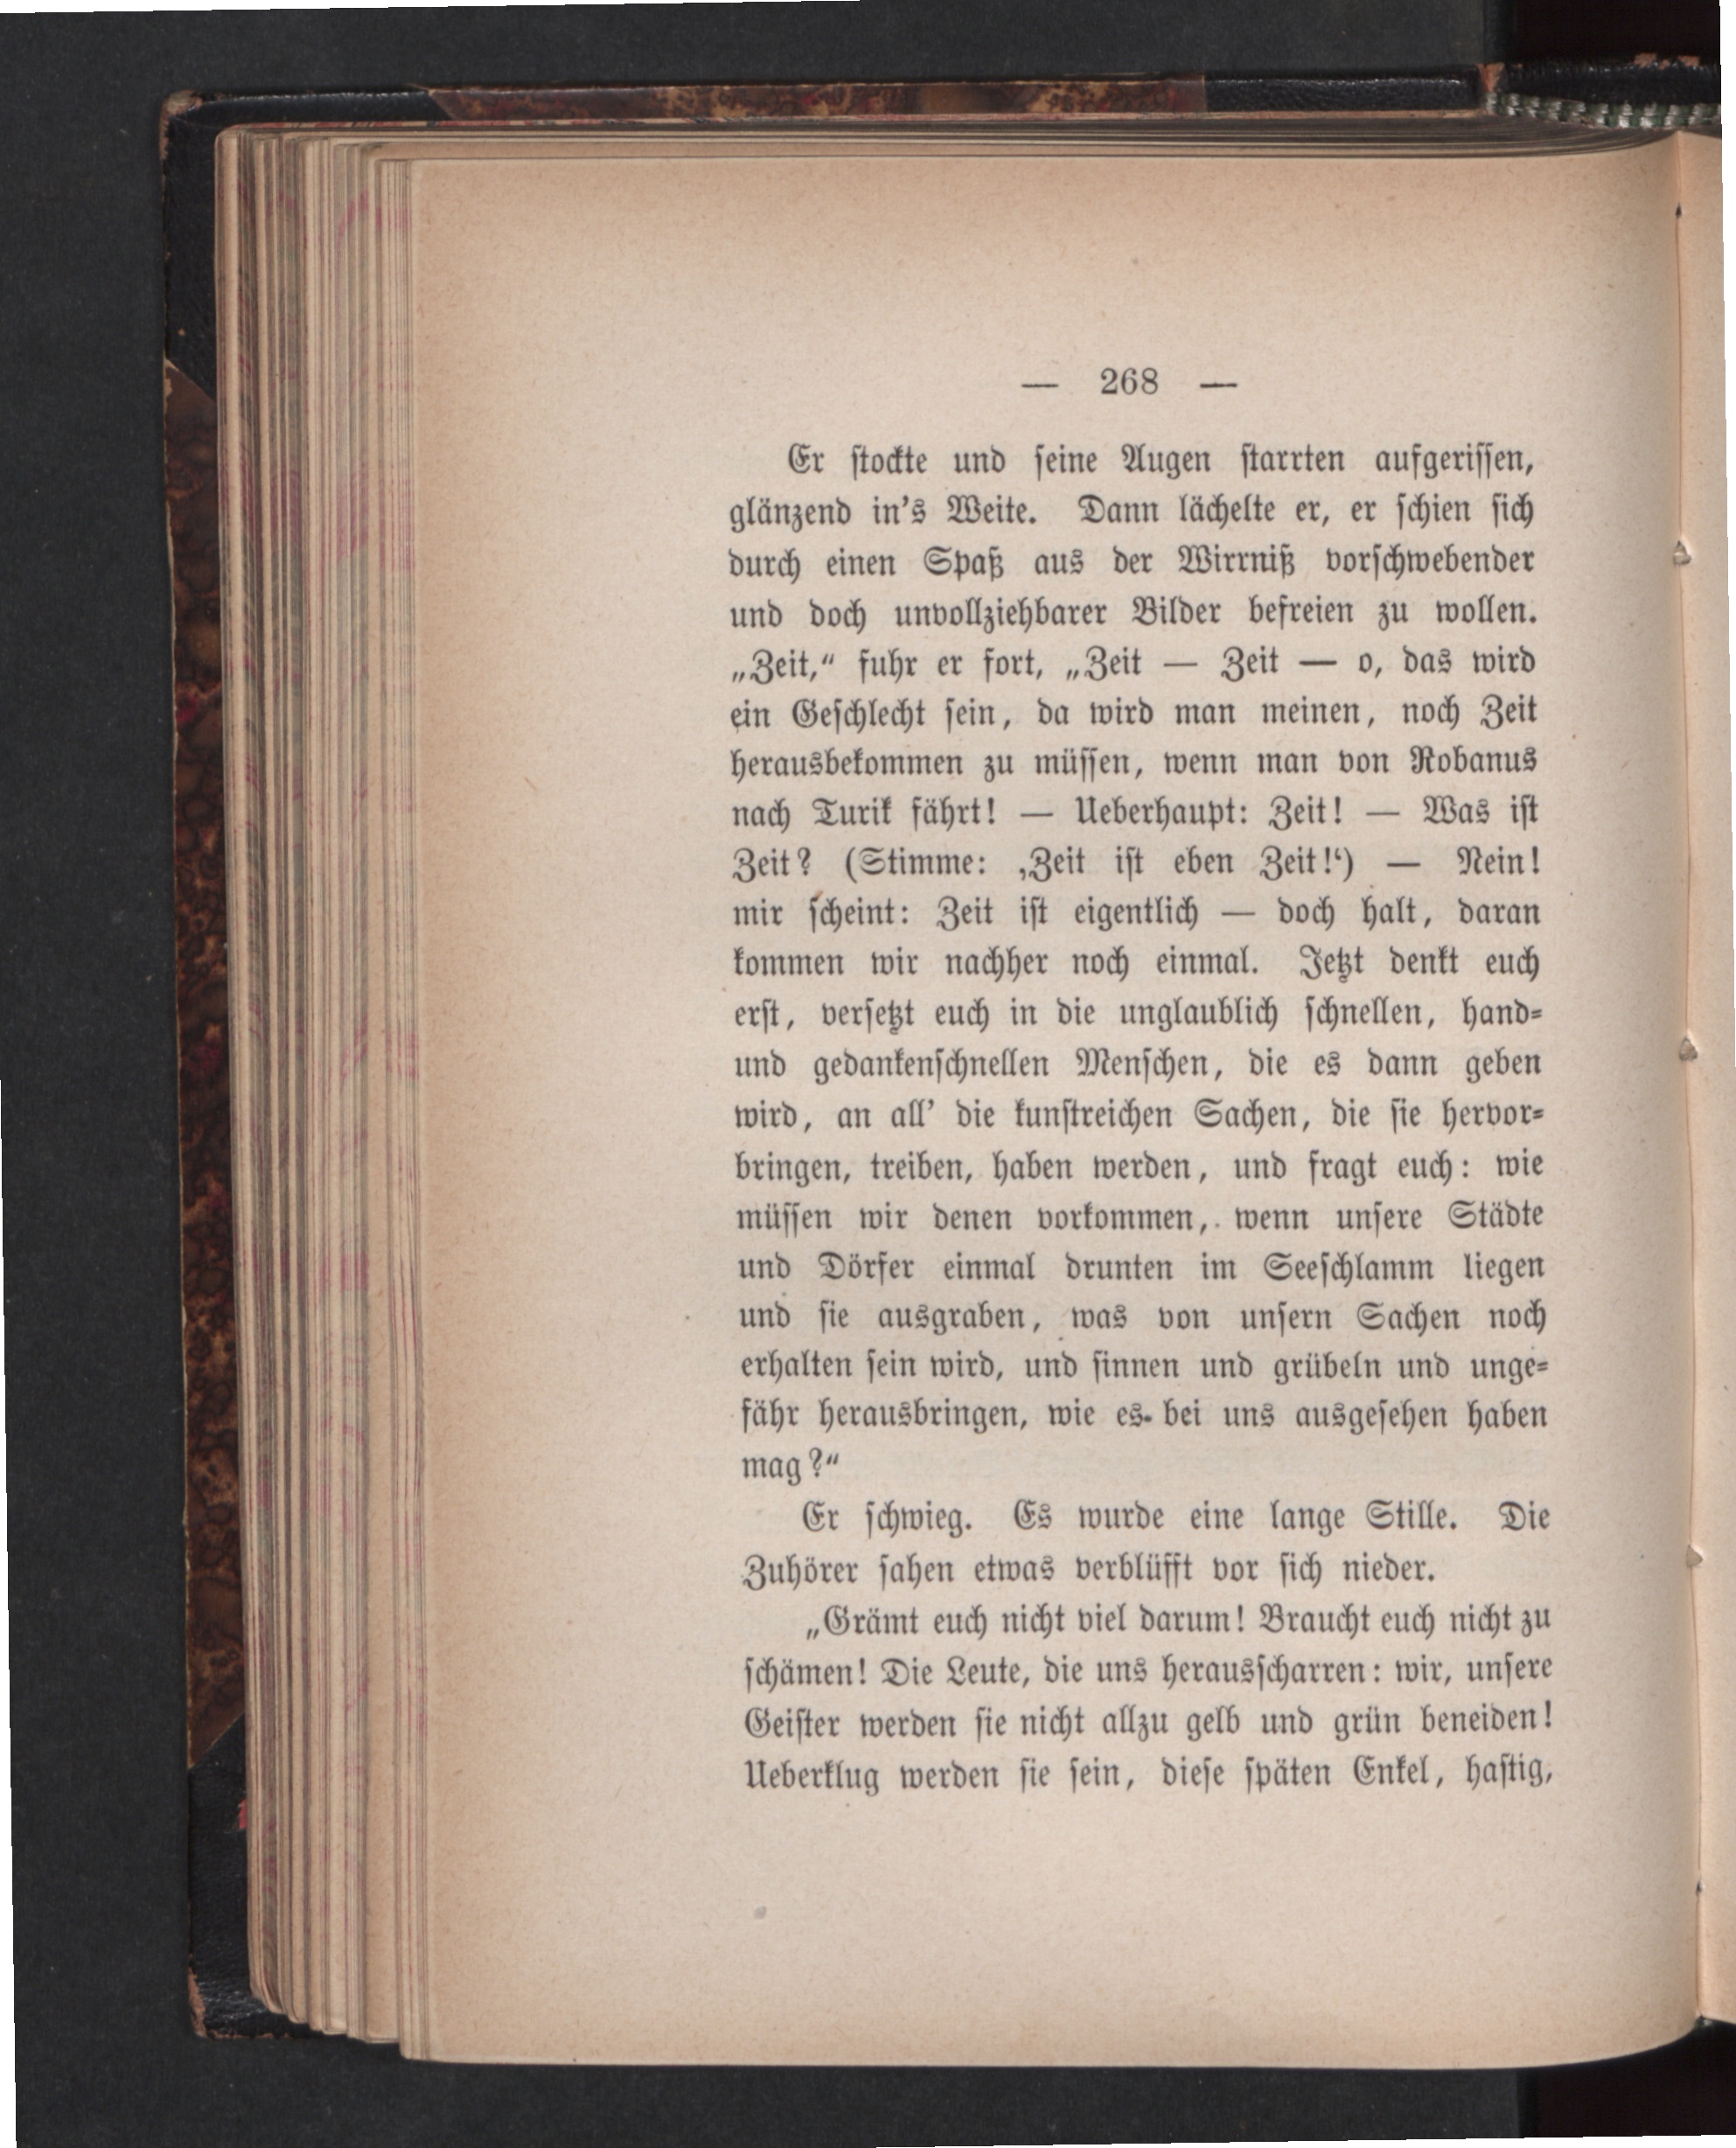 — 268 —
Er stockte und seine Augen starrten aufgerissen,
glänzend in's Weite. Dann lächelte er, er schien sich
durch einen Spaß aus der Wirrniß vorschwebender
und doch unvollziehbarer Bilder befreien zu wollen.
„Zeit,“ fuhr er fort, „Zeit — Zeit — o, das wird
ein Geschlecht sein, da wird man meinen, noch Zeit
herausbekommen zu müssen, wenn man von Robanus
nach Turik fährt! — Ueberhaupt: Zeit! — Was ist
Zeit? (Stimme: ‚Zeit ist eben Zeit!‘) — Nein!
mir scheint: Zeit ist eigentlich — doch halt, daran
kommen wir nachher noch einmal. Jetzt denkt euch
erst, versetzt euch in die unglaublich schnellen, hand-
und gedankenschnellen Menschen, die es dann geben
wird, an all' die kunstreichen Sachen, die sie hervor-
bringen, treiben, haben werden, und fragt euch: wie
müssen wir denen vorkommen, wenn unsere Städte
und Dörfer einmal drunten im Seeschlamm liegen
und sie ausgraben, was von unsern Sachen noch
erhalten sein wird, und sinnen und grübeln und unge-
fähr herausbringen, wie es bei uns ausgesehen haben
mag?“
Er schwieg. Es wurde eine lange Stille. Die
Zuhörer sahen etwas verblüfft vor sich nieder.
„Grämt euch nicht viel darum! Braucht euch nicht zu
schämen! Die Leute, die uns herausscharren: wir, unsere
Geister werden sie nicht allzu gelb und grün beneiden!
Ueberklug werden sie sein, diese späten Enkel, hastig,